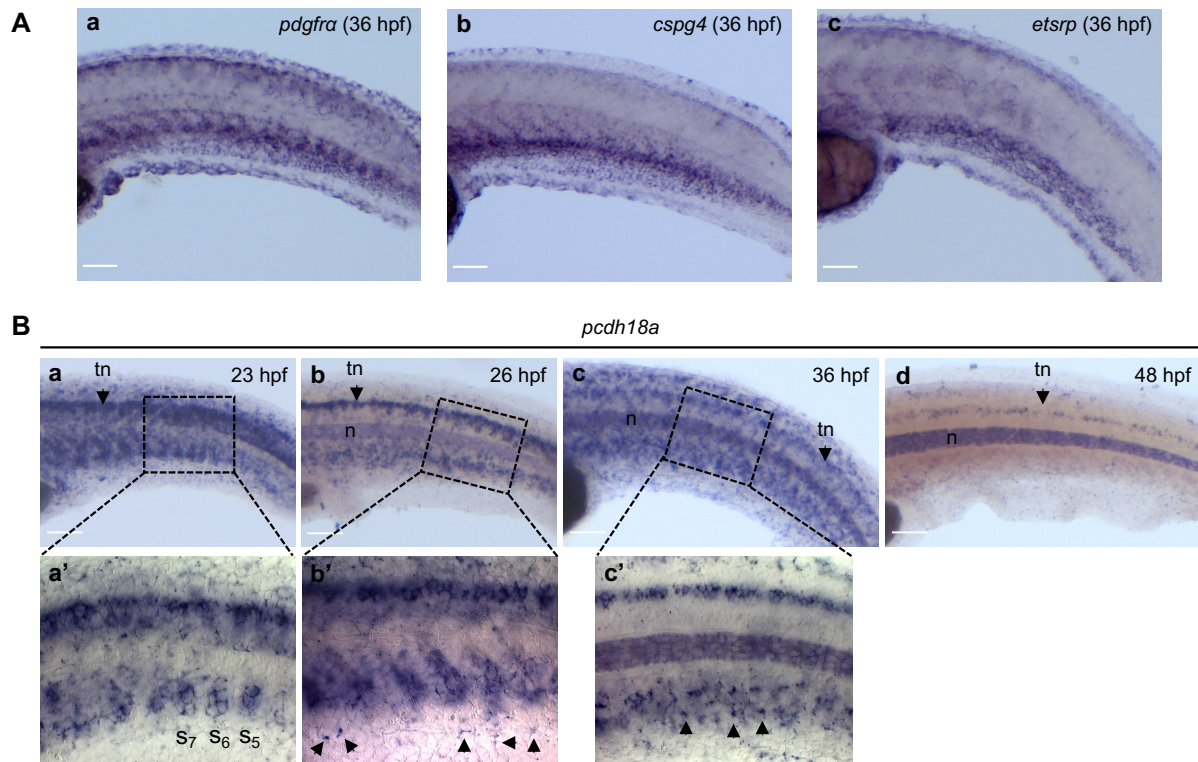 A
a pdgfrα (36 hpf)
b cspg4 (36 hpf)
c etsrp (36 hpf)
B
pcdh18a
a tn 23 hpf
b tn 26 hpf
n
c 36 hpf
n tn
d tn 48 hpf
n
a'
s7 s6 s5
b'
c'